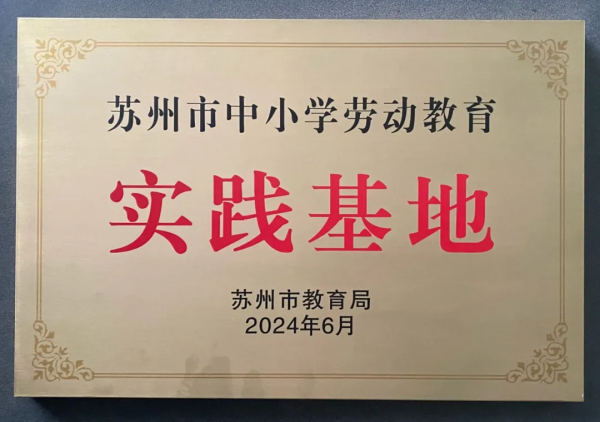 苏州市中小学劳动教育
实践基地
苏州市教育局
2024年6月